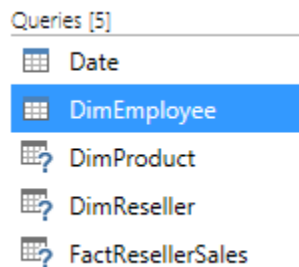 Queries [5]
Date
DimEmployee
DimProduct
DimReseller
FactResellerSales